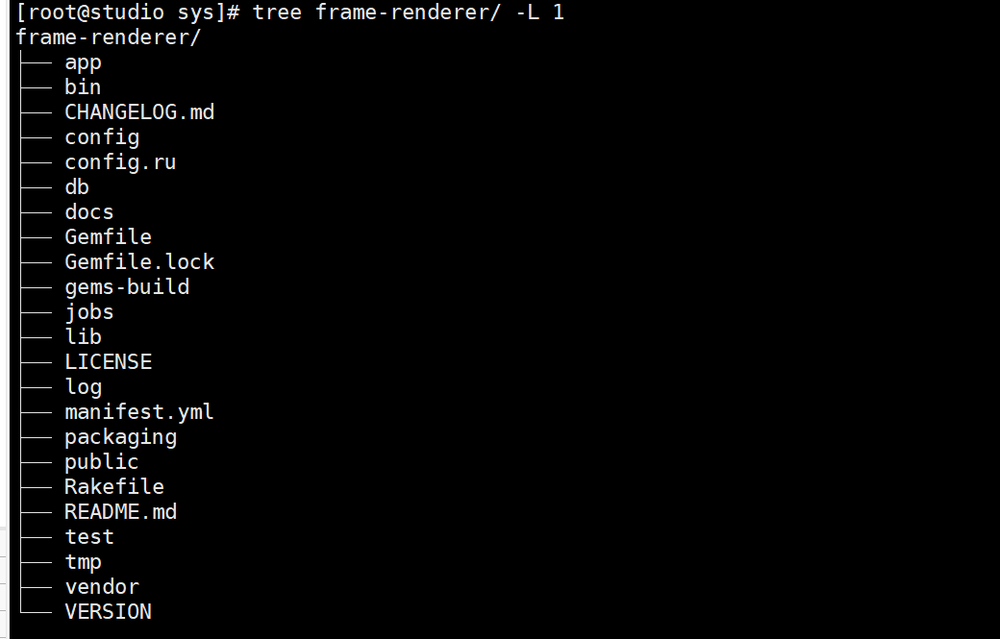 [root@studio sys]# tree frame-renderer/ -L 1
frame-renderer/
├── app
├── bin
├── CHANGELOG.md
├── config
├── config.ru
├── db
├── docs
├── Gemfile
├── Gemfile.lock
├── gems-build
├── jobs
├── lib
├── LICENSE
├── log
├── manifest.yml
├── packaging
├── public
├── Rakefile
├── README.md
├── test
├── tmp
├── vendor
└── VERSION